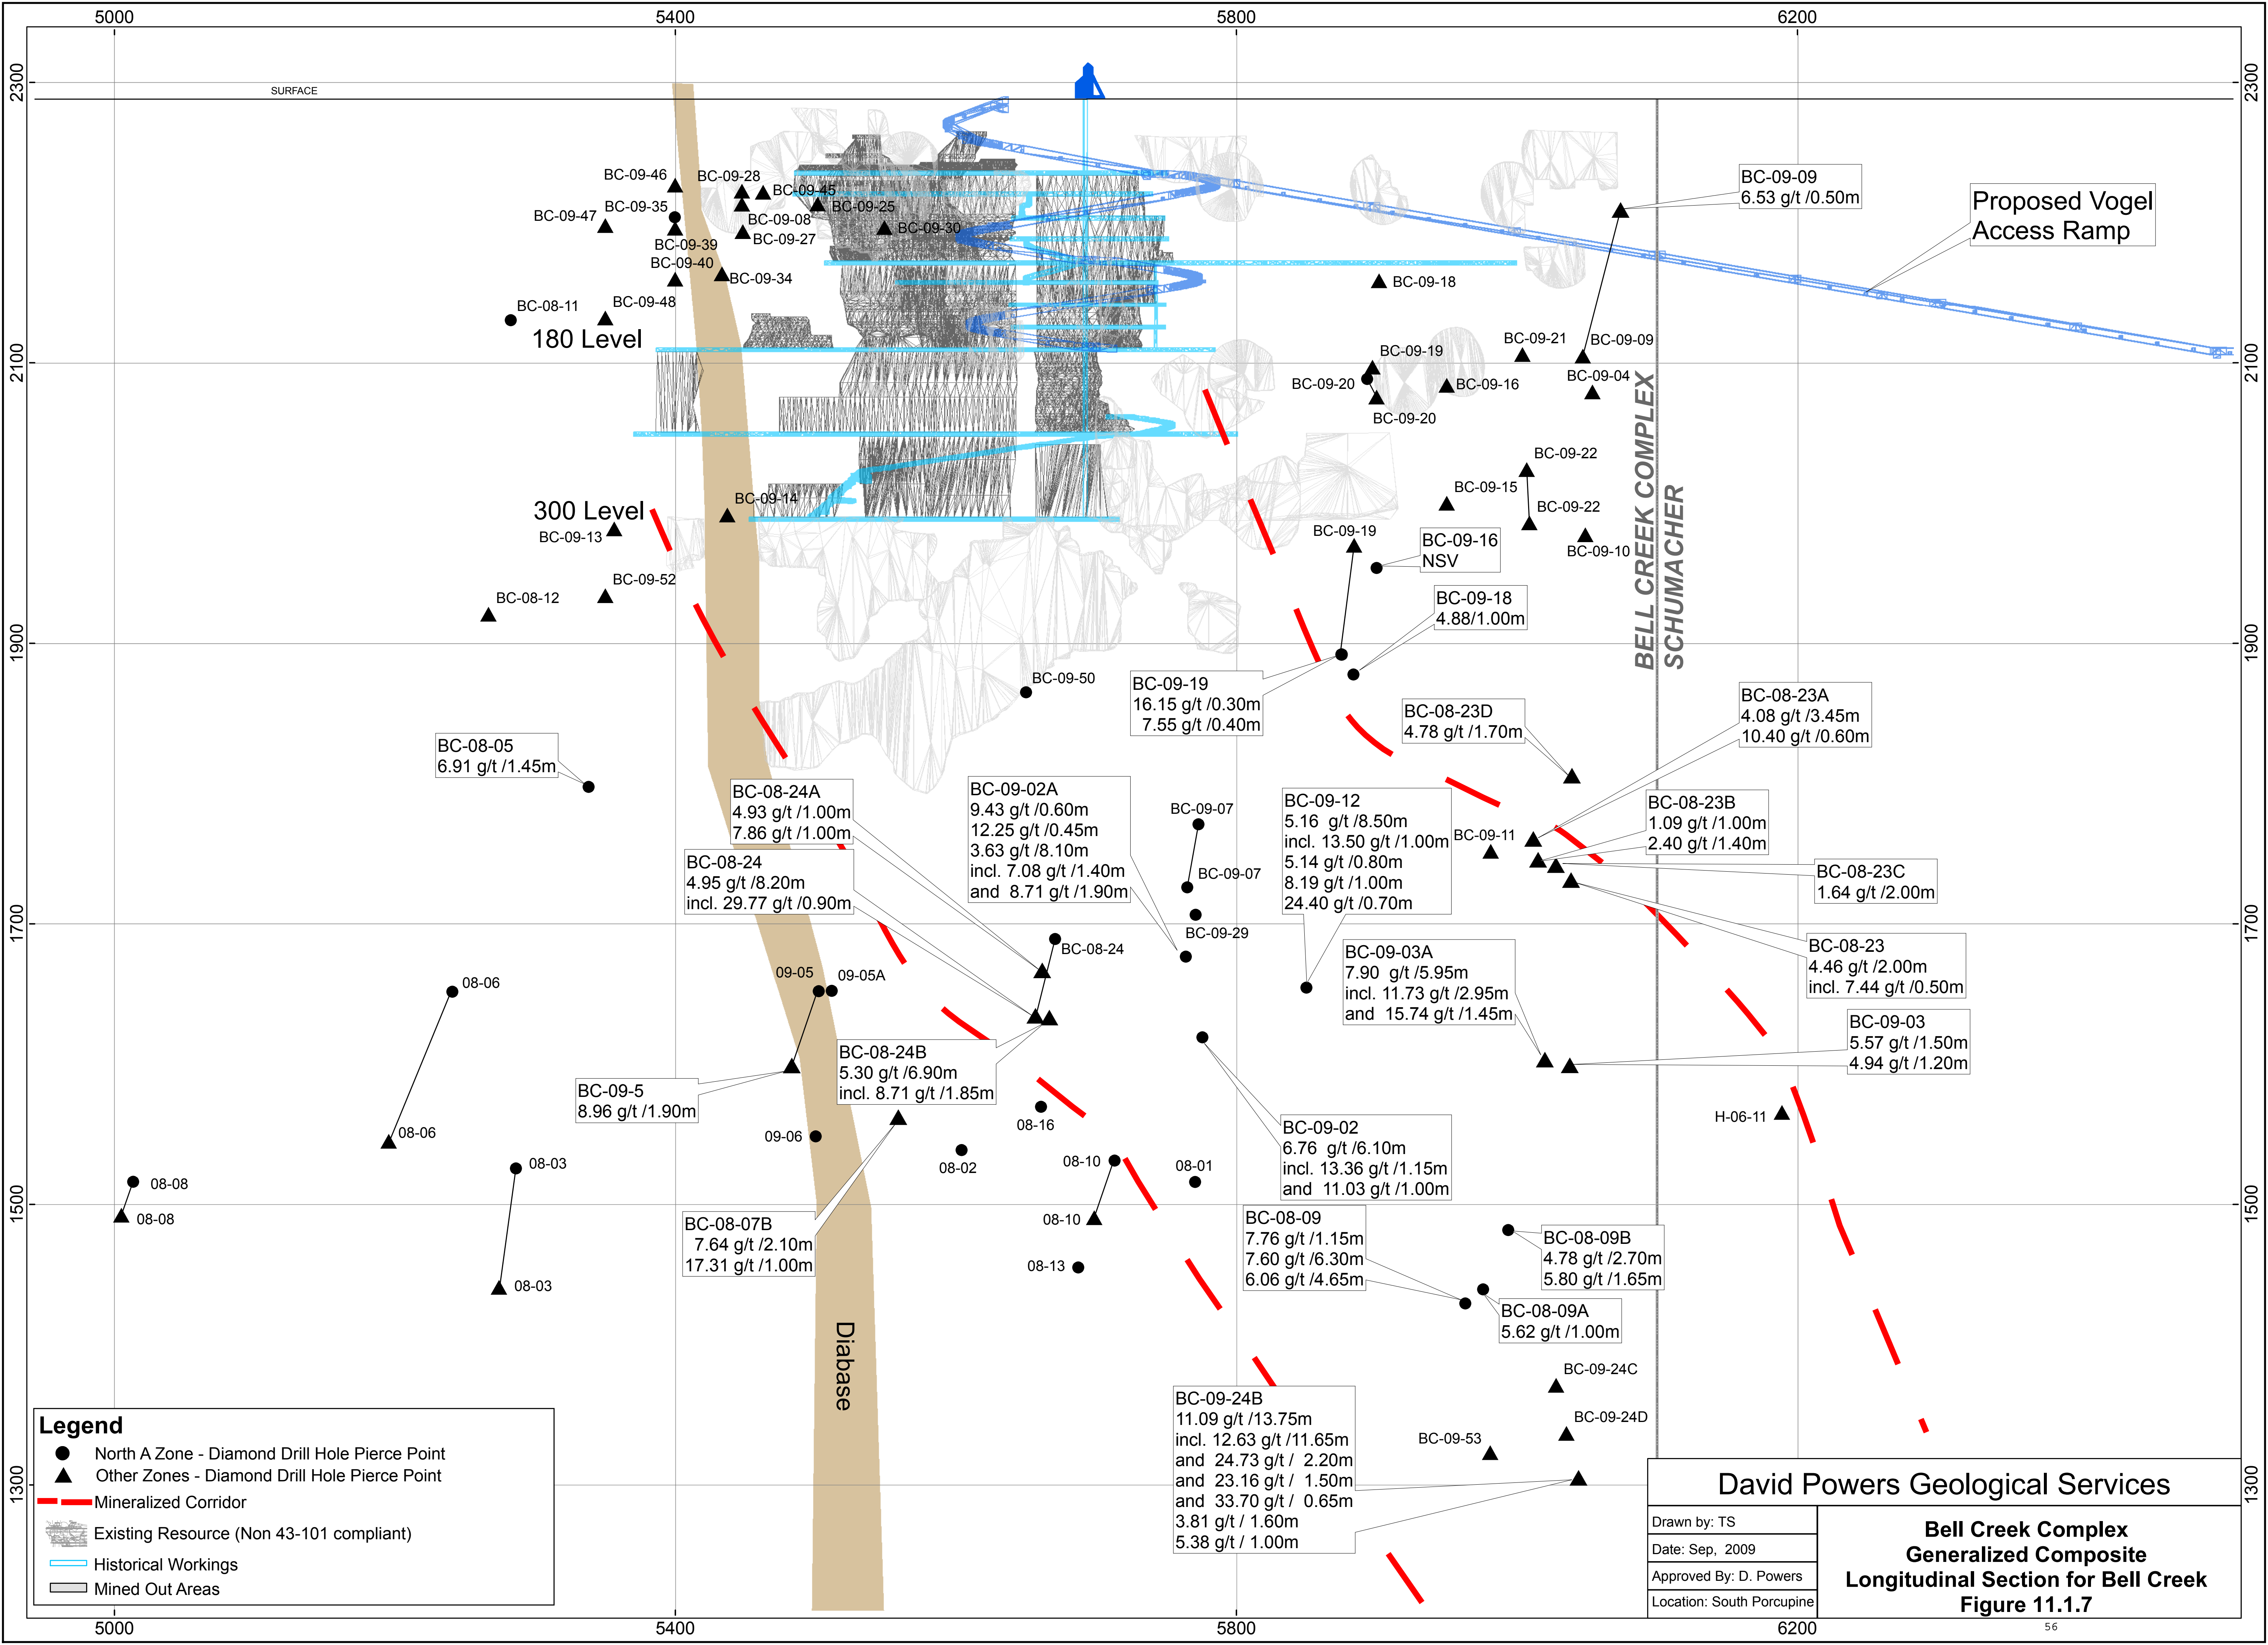 5000
5400
5800
6200
2300
2300
SURFACE
BC-09-46
BC-09-28
BC-09-45
BC-09-35
BC-09-25
BC-09-47
BC-09-08
BC-09-30
BC-09-39
BC-09-27
BC-09-40
BC-09-34
BC-09-48
BC-08-11
180 Level
BC-09-09
6.53 g/t /0.50m
Proposed Vogel
Access Ramp
BC-09-18
BC-09-21
BC-09-09
2100
2100
BC-09-19
BC-09-20
BC-09-16
BC-09-04
BC-09-20
BELL CREEK COMPLEX
SCHUMACHER
BC-09-22
BC-09-15
BC-09-22
BC-09-10
BC-09-14
300 Level
BC-09-13
BC-09-19
BC-09-16
NSV
BC-09-52
BC-08-12
BC-09-18
4.88/1.00m
1900
1900
BC-09-50
BC-09-19
16.15 g/t /0.30m
7.55 g/t /0.40m
BC-08-23D
4.78 g/t /1.70m
BC-08-23A
4.08 g/t /3.45m
10.40 g/t /0.60m
BC-08-05
6.91 g/t /1.45m
BC-08-24A
4.93 g/t /1.00m
7.86 g/t /1.00m
BC-09-02A
9.43 g/t /0.60m
12.25 g/t /0.45m
3.63 g/t /8.10m
incl. 7.08 g/t /1.40m
and 8.71 g/t /1.90m
BC-09-07
BC-09-07
BC-09-29
BC-09-12
5.16 g/t /8.50m
incl. 13.50 g/t /1.00m
5.14 g/t /0.80m
8.19 g/t /1.00m
24.40 g/t /0.70m
BC-09-11
BC-08-23B
1.09 g/t /1.00m
2.40 g/t /1.40m
BC-08-23C
1.64 g/t /2.00m
BC-08-24
4.95 g/t /8.20m
incl. 29.77 g/t /0.90m
1700
1700
BC-08-24
BC-09-03A
7.90 g/t /5.95m
incl. 11.73 g/t /2.95m
and 15.74 g/t /1.45m
BC-08-23
4.46 g/t /2.00m
incl. 7.44 g/t /0.50m
08-06
09-05
09-05A
BC-09-03
5.57 g/t /1.50m
4.94 g/t /1.20m
BC-08-24B
5.30 g/t /6.90m
incl. 8.71 g/t /1.85m
BC-09-5
8.96 g/t /1.90m
08-06
09-06
08-16
08-02
08-10
08-01
H-06-11
BC-09-02
6.76 g/t /6.10m
incl. 13.36 g/t /1.15m
and 11.03 g/t /1.00m
08-03
08-08
08-08
1500
1500
08-10
08-13
BC-08-07B
7.64 g/t /2.10m
17.31 g/t /1.00m
BC-08-09
7.76 g/t /1.15m
7.60 g/t /6.30m
6.06 g/t /4.65m
BC-08-09B
4.78 g/t /2.70m
5.80 g/t /1.65m
BC-08-09A
5.62 g/t /1.00m
08-03
Diabase
BC-09-24C
BC-09-24D
BC-09-53
BC-09-24B
11.09 g/t /13.75m
incl. 12.63 g/t /11.65m
and 24.73 g/t / 2.20m
and 23.16 g/t / 1.50m
and 33.70 g/t / 0.65m
3.81 g/t / 1.60m
5.38 g/t / 1.00m
1300
1300
Legend
North A Zone - Diamond Drill Hole Pierce Point
Other Zones - Diamond Drill Hole Pierce Point
Mineralized Corridor
Existing Resource (Non 43-101 compliant)
Historical Workings
Mined Out Areas
David Powers Geological Services
Drawn by: TS
Date: Sep, 2009
Approved By: D. Powers
Location: South Porcupine
Bell Creek Complex
Generalized Composite
Longitudinal Section for Bell Creek
Figure 11.1.7
5000
5400
5800
6200
56